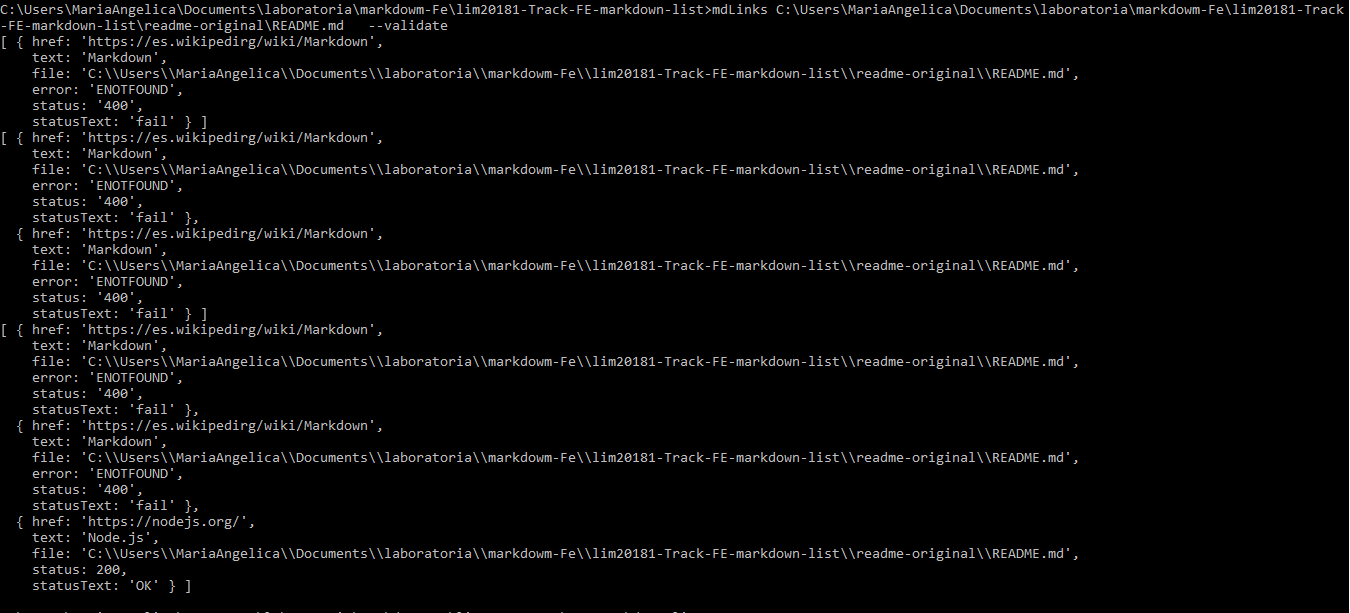 C:\Users\MariaAngelica\Documents\laboratoria\markdowm-Fe\lim20181-Track-FE-markdown-list>mdLinks C:\Users\MariaAngelica\Documents\laboratoria\markdowm-Fe\lim20181-Track
-FE-markdown-list\readme-original\README.md   --validate
[ { href: 'https://es.wikipedirg/wiki/Markdown',
    text: 'Markdown',
    file: 'C:\\Users\\MariaAngelica\\Documents\\laboratoria\\markdowm-Fe\\lim20181-Track-FE-markdown-list\\readme-original\\README.md',
    error: 'ENOTFOUND',
    status: '400',
    statusText: 'fail' } ]
[ { href: 'https://es.wikipedirg/wiki/Markdown',
    text: 'Markdown',
    file: 'C:\\Users\\MariaAngelica\\Documents\\laboratoria\\markdowm-Fe\\lim20181-Track-FE-markdown-list\\readme-original\\README.md',
    error: 'ENOTFOUND',
    status: '400',
    statusText: 'fail' },
  { href: 'https://es.wikipedirg/wiki/Markdown',
    text: 'Markdown',
    file: 'C:\\Users\\MariaAngelica\\Documents\\laboratoria\\markdowm-Fe\\lim20181-Track-FE-markdown-list\\readme-original\\README.md',
    error: 'ENOTFOUND',
    status: '400',
    statusText: 'fail' } ]
[ { href: 'https://es.wikipedirg/wiki/Markdown',
    text: 'Markdown',
    file: 'C:\\Users\\MariaAngelica\\Documents\\laboratoria\\markdowm-Fe\\lim20181-Track-FE-markdown-list\\readme-original\\README.md',
    error: 'ENOTFOUND',
    status: '400',
    statusText: 'fail' },
  { href: 'https://es.wikipedirg/wiki/Markdown',
    text: 'Markdown',
    file: 'C:\\Users\\MariaAngelica\\Documents\\laboratoria\\markdowm-Fe\\lim20181-Track-FE-markdown-list\\readme-original\\README.md',
    error: 'ENOTFOUND',
    status: '400',
    statusText: 'fail' },
  { href: 'https://nodejs.org/',
    text: 'Node.js',
    file: 'C:\\Users\\MariaAngelica\\Documents\\laboratoria\\markdowm-Fe\\lim20181-Track-FE-markdown-list\\readme-original\\README.md',
    status: 200,
    statusText: 'OK' } ]